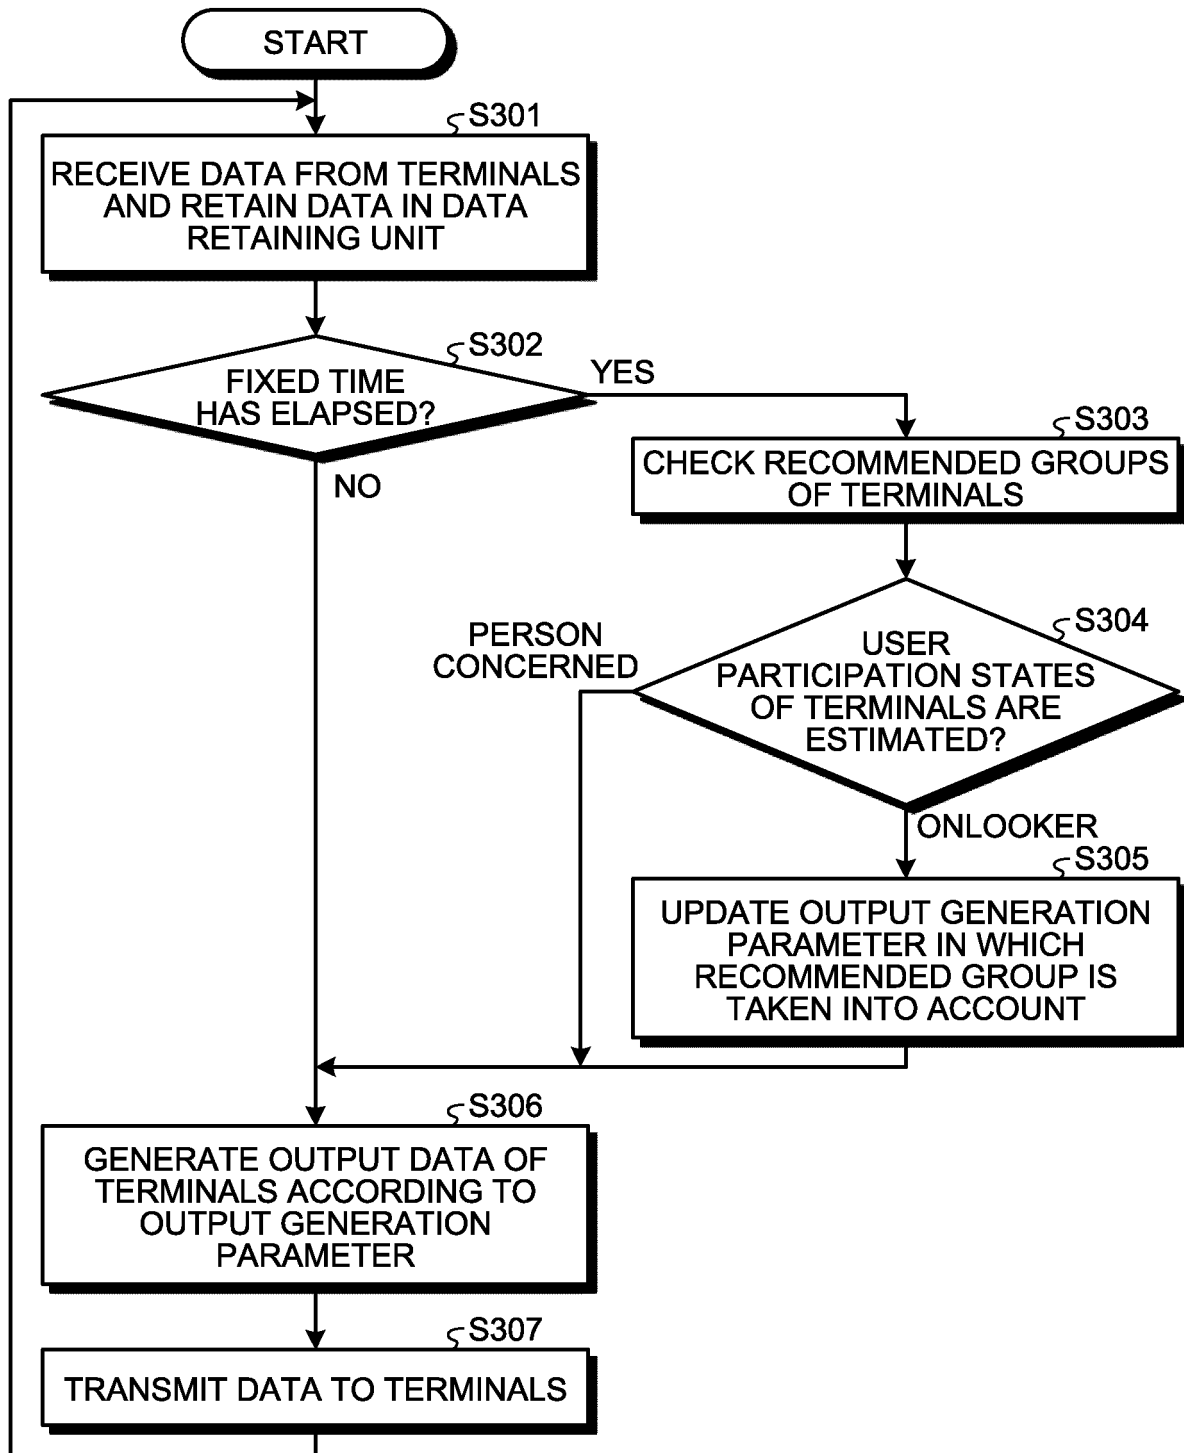 START
S301
RECEIVE DATA FROM TERMINALS
AND RETAIN DATA IN DATA
RETAINING UNIT
S302
FIXED TIME
HAS ELAPSED?
YES
NO
S303
CHECK RECOMMENDED GROUPS
OF TERMINALS
S304
USER
PARTICIPATION STATES
OF TERMINALS ARE
ESTIMATED?
PERSON
CONCERNED
ONLOOKER
S305
UPDATE OUTPUT GENERATION
PARAMETER IN WHICH
RECOMMENDED GROUP IS
TAKEN INTO ACCOUNT
S306
GENERATE OUTPUT DATA OF
TERMINALS ACCORDING TO
OUTPUT GENERATION
PARAMETER
S307
TRANSMIT DATA TO TERMINALS